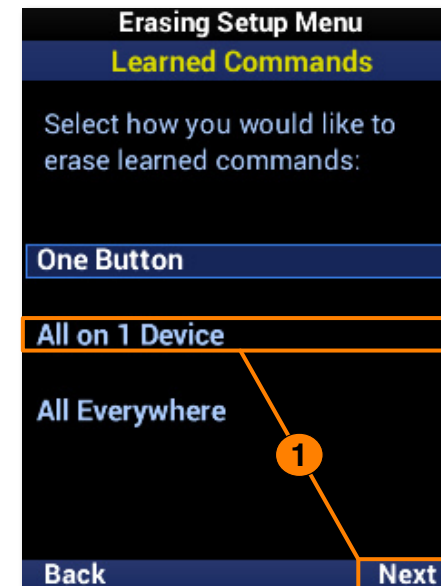 Erasing Setup Menu
Learned Commands
Select how you would like to
erase learned commands:
One Button
All on 1 Device
All Everywhere
1
Back Next